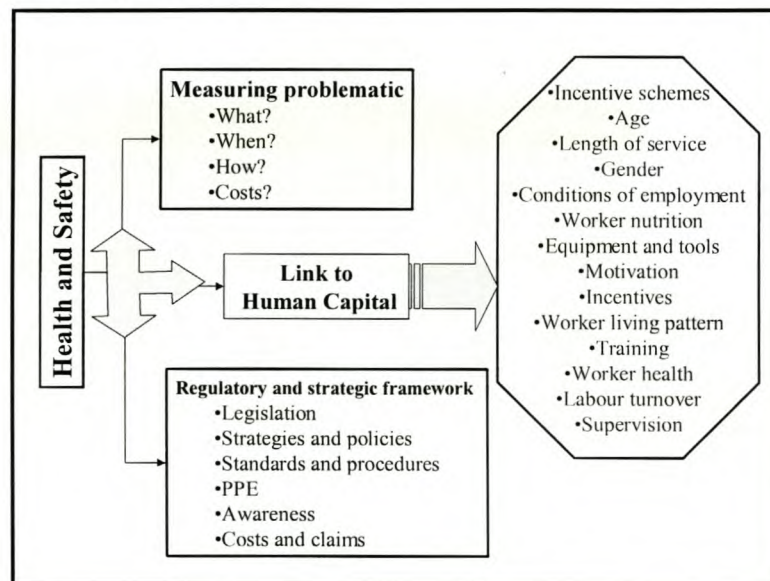 Health and Safety
Measuring problematic
•What?
•When?
•How?
•Costs?
Link to
Human Capital
Regulatory and strategic framework
•Legislation
•Strategies and policies
•Standards and procedures
•PPE
•Awareness
•Costs and claims
•Incentive schemes
•Age
•Length of service
•Gender
•Conditions of employment
•Worker nutrition
•Equipment and tools
•Motivation
•Incentives
•Worker living pattern
•Training
•Worker health
•Labour turnover
•Supervision